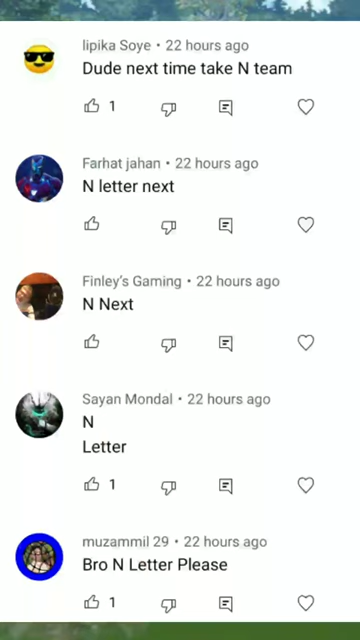 lipika Soye • 22 hours ago
Dude next time take N team
1
Farhat jahan • 22 hours ago
N letter next
Finley's Gaming • 22 hours ago
N Next
Sayan Mondal • 22 hours ago
N
Letter
1
muzammil 29 • 22 hours ago
Bro N Letter Please
1